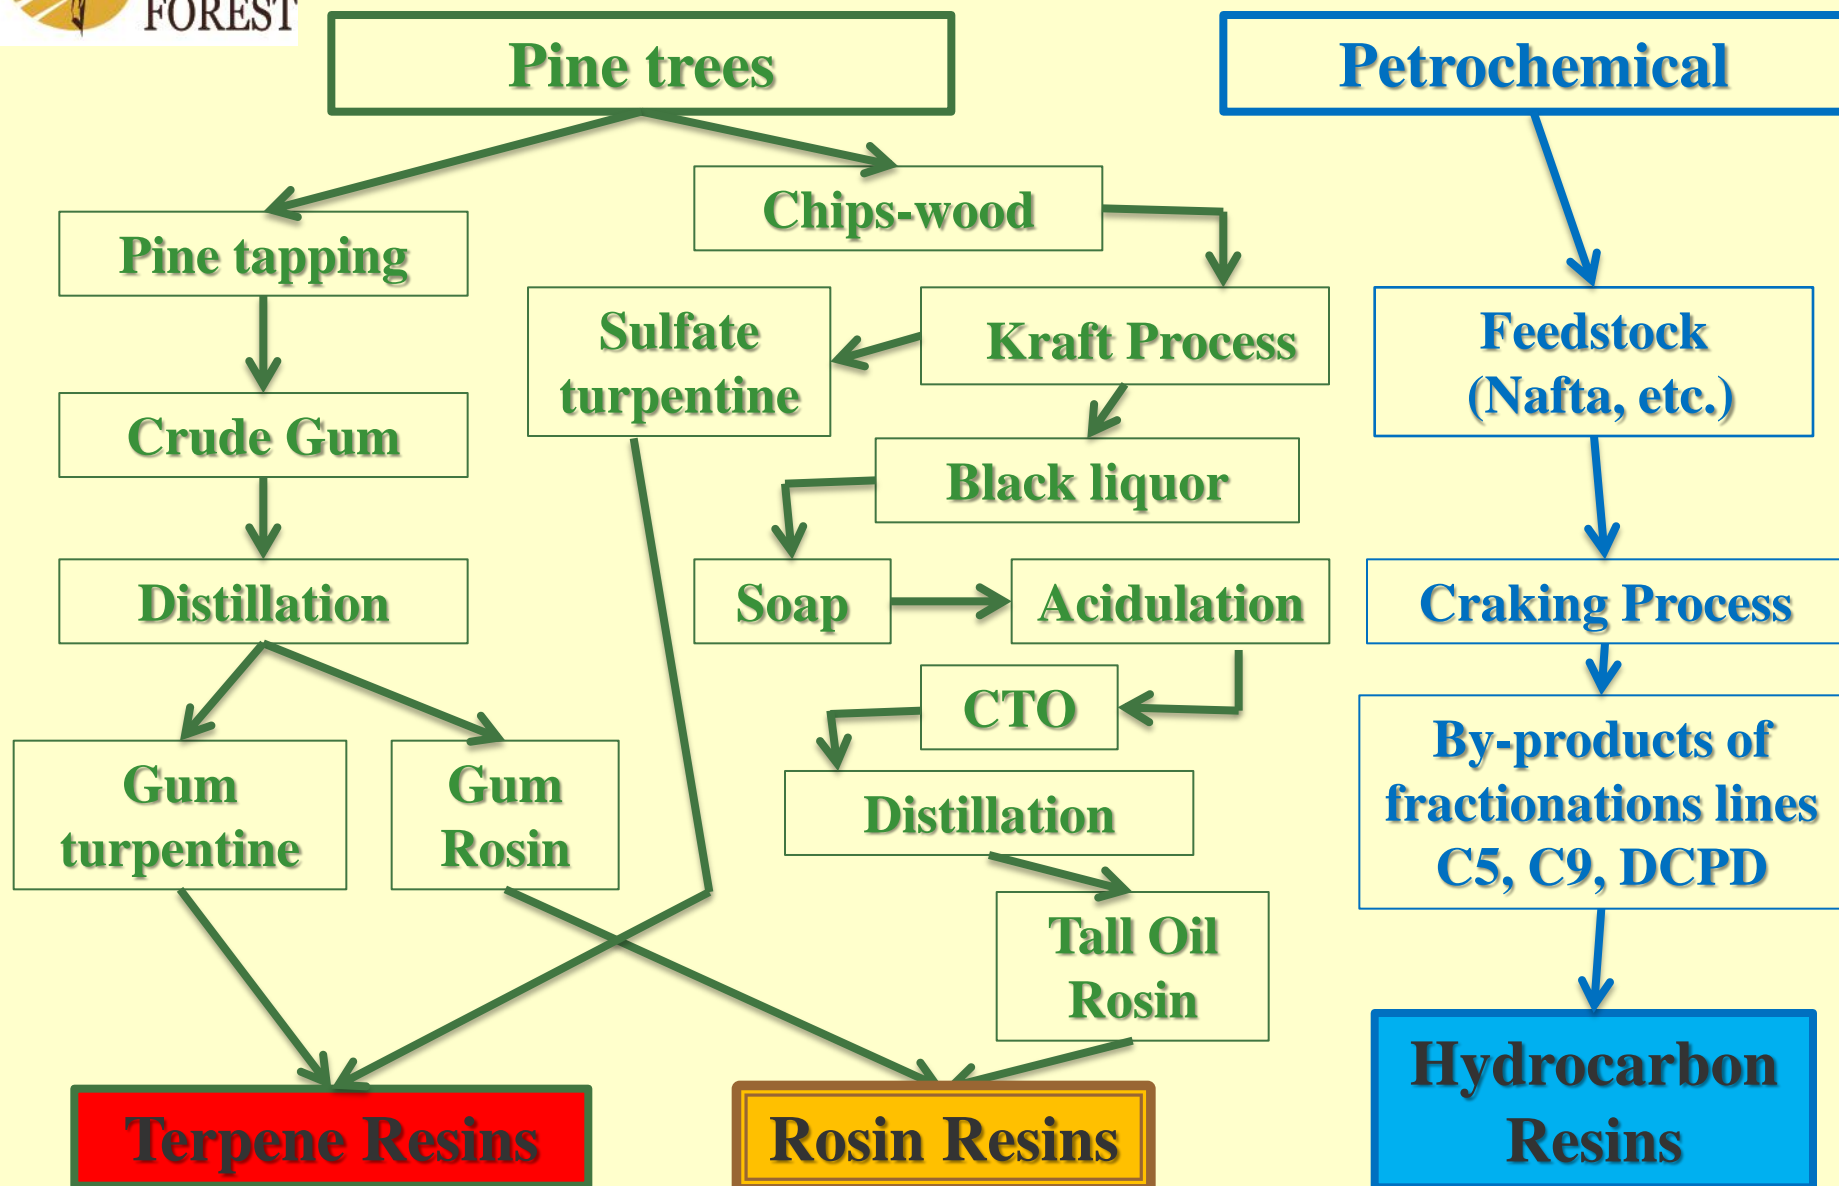 FOREST
Pine trees
Petrochemical
Chips-wood
Pine tapping
Sulfate
turpentine
Kraft Process
Feedstock
(Nafta, etc.)
Crude Gum
Black liquor
Distillation
Soap
Acidulation
Craking Process
CTO
Gum
turpentine
Gum
Rosin
Distillation
By-products of
fractionations lines
C5, C9, DCPD
Tall Oil
Rosin
Terpene Resins
Rosin Resins
Hydrocarbon
Resins